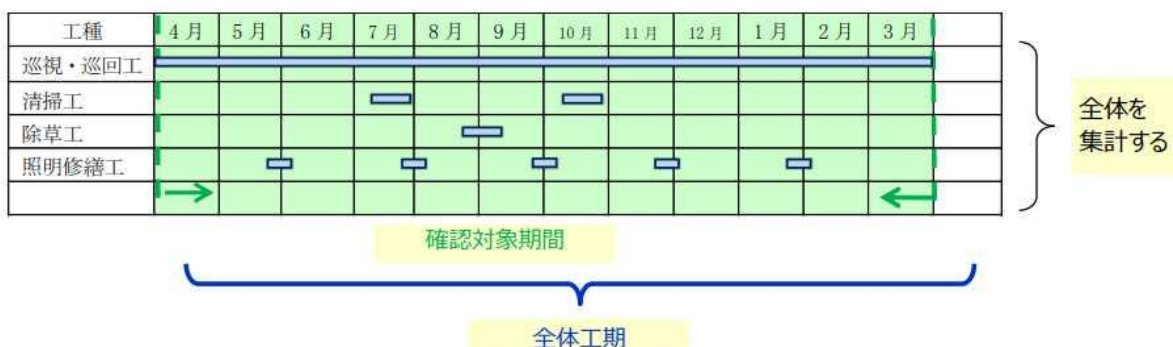 工種 4月 5月 6月 7月 8月 9月 10月 11月 12月 1月 2月 3月
巡視・巡回工
清掃工
除草工
照明修繕工
全体を
集計する
確認対象期間
全体工期